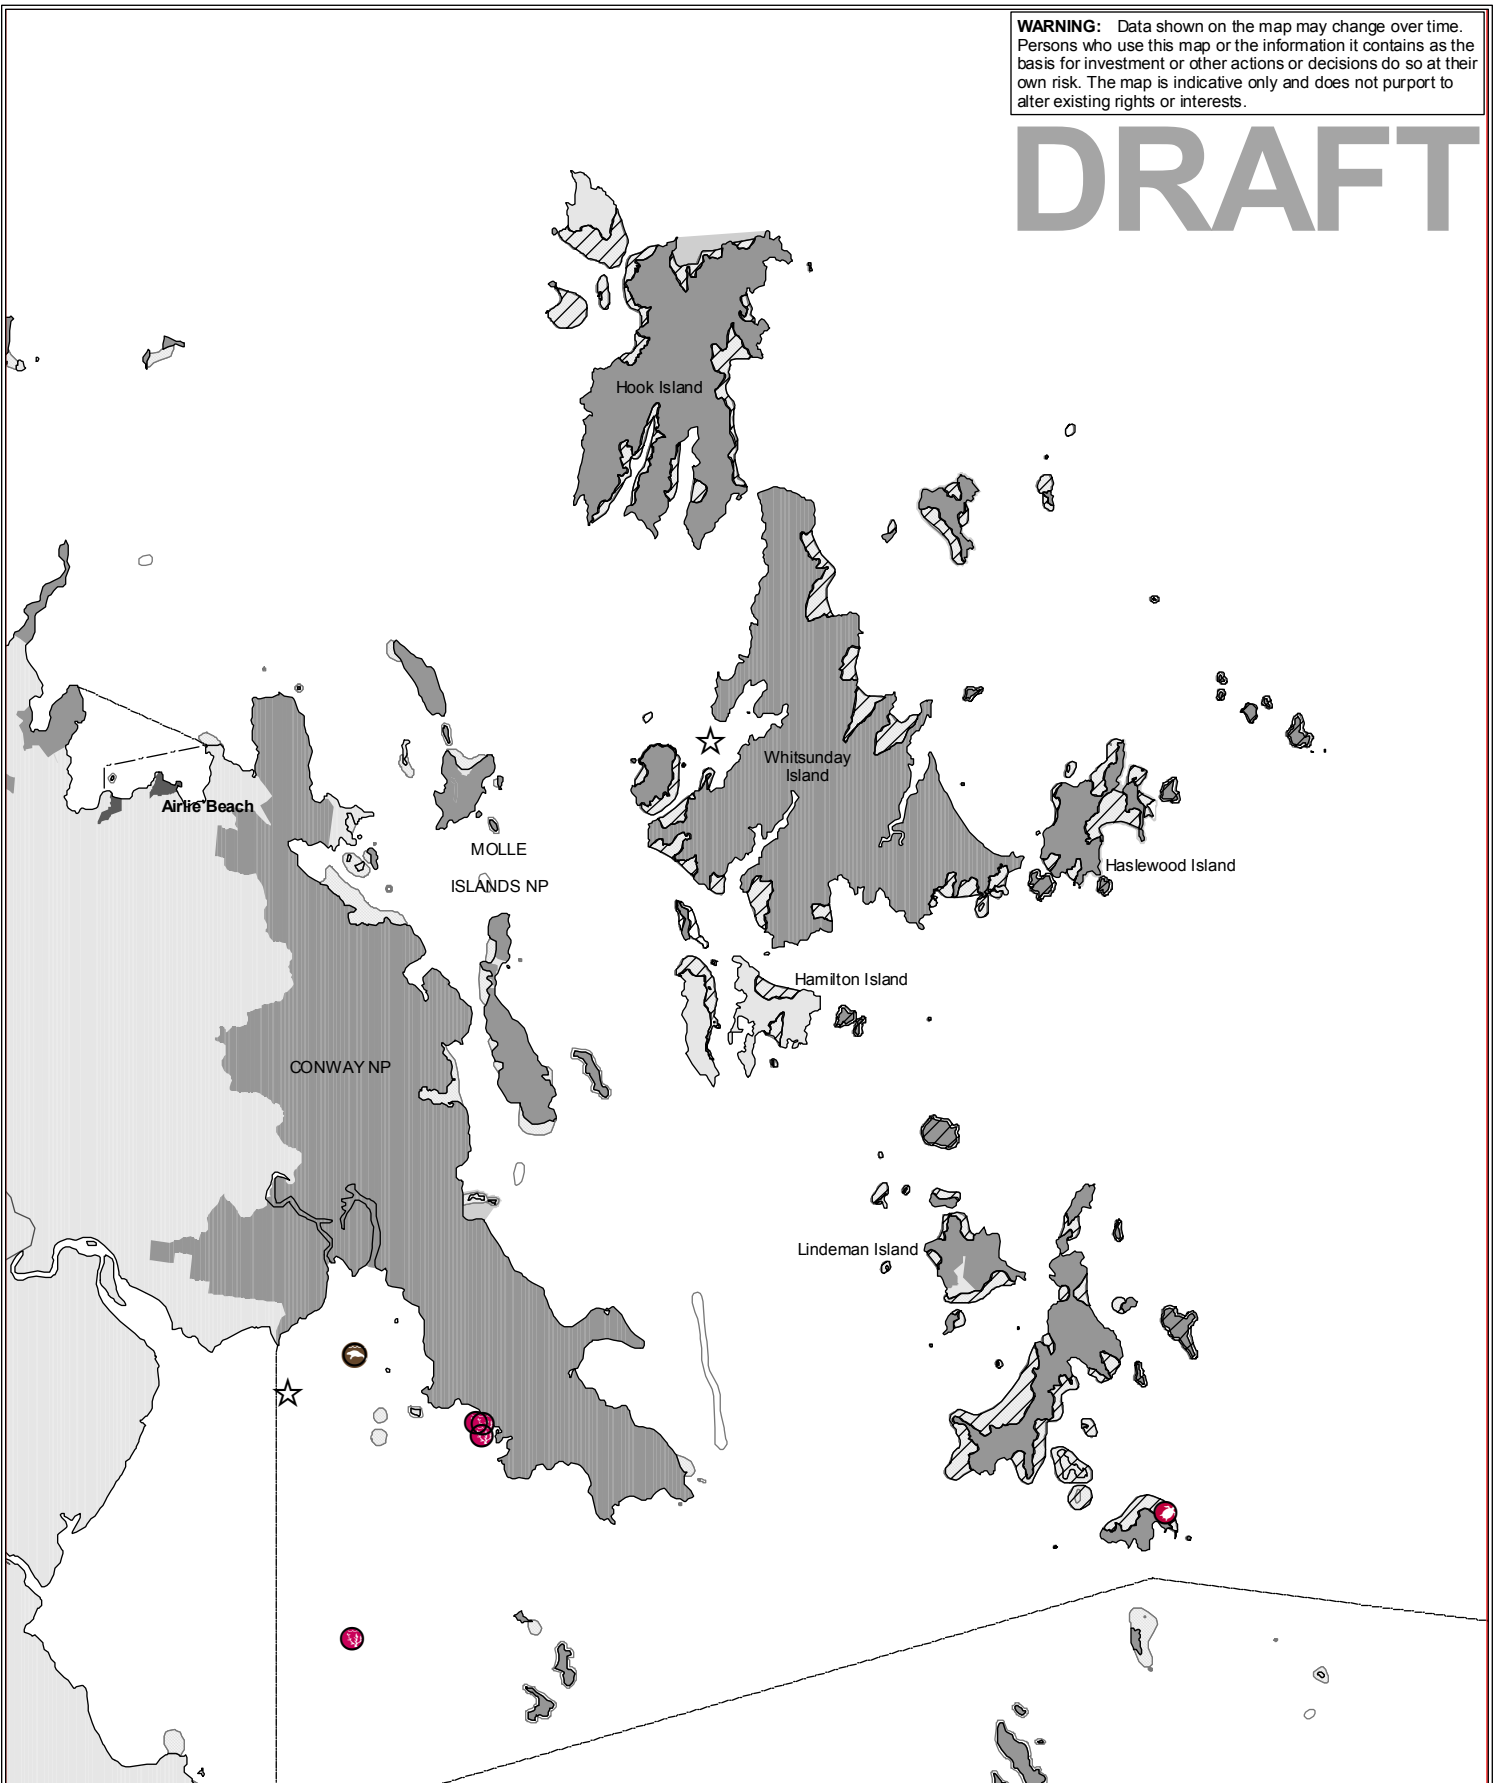 WARNING: Data shown on the map may change over time.
Persons who use this map or the information it contains as the
basis for investment or other actions or decisions do so at their
own risk. The map is indicative only and does not purport to
alter existing rights or interests.
DRAFT
Hook Island
Whitsunday
Island
Airlie Beach
MOLLE
ISLANDS NP
Haslewood Island
Hamilton Island
CONWAY NP
Lindeman Island